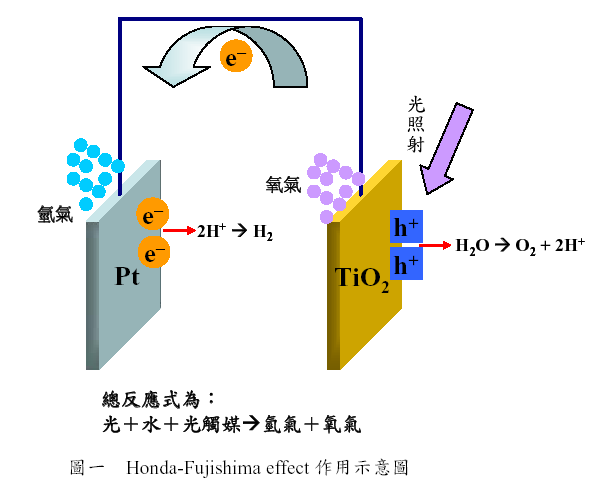 e⁻
光照射
氧氣
氫氣
e⁻
e⁻
2H⁺ → H₂
Pt
h⁺
h⁺
H₂O → O₂ + 2H⁺
TiO₂
總反應式為：
光＋水＋光觸媒→氫氣＋氧氣
圖一 Honda-Fujishima effect 作用示意圖